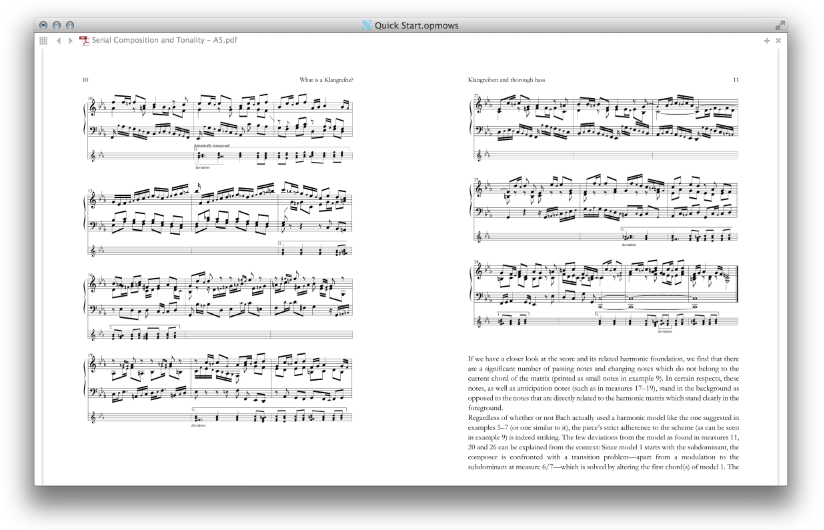 Quick Start.opmows
Serial Composition and Tonality – A5.pdf
10
What is a Klangreihe?
diatonically transposed
deviation
deviation
Klangreihen and thorough bass
11
deviation
deviation
If we have a closer look at the score and its related harmonic foundation, we find that there
are a significant number of passing notes and changing notes which do not belong to the
current chord of the matrix (printed as small notes in example 9). In certain respects, these
notes, as well as anticipation notes (such as in measures 17–19), stand in the background as
opposed to the notes that are directly related to the harmonic matrix which stand clearly in the
foreground.
Regardless of whether or not Bach actually used a harmonic model like the one suggested in
examples 5–7 (or one similar to it), the piece's strict adherence to the scheme (as can be seen
in example 9) is indeed striking. The few deviations from the model as found in measures 11,
20 and 26 can be explained from the context: Since model 1 starts with the subdominant, the
composer is confronted with a transition problem—apart from a modulation to the
subdominant at measure 6/7—which is solved by altering the first chord(s) of model 1. The